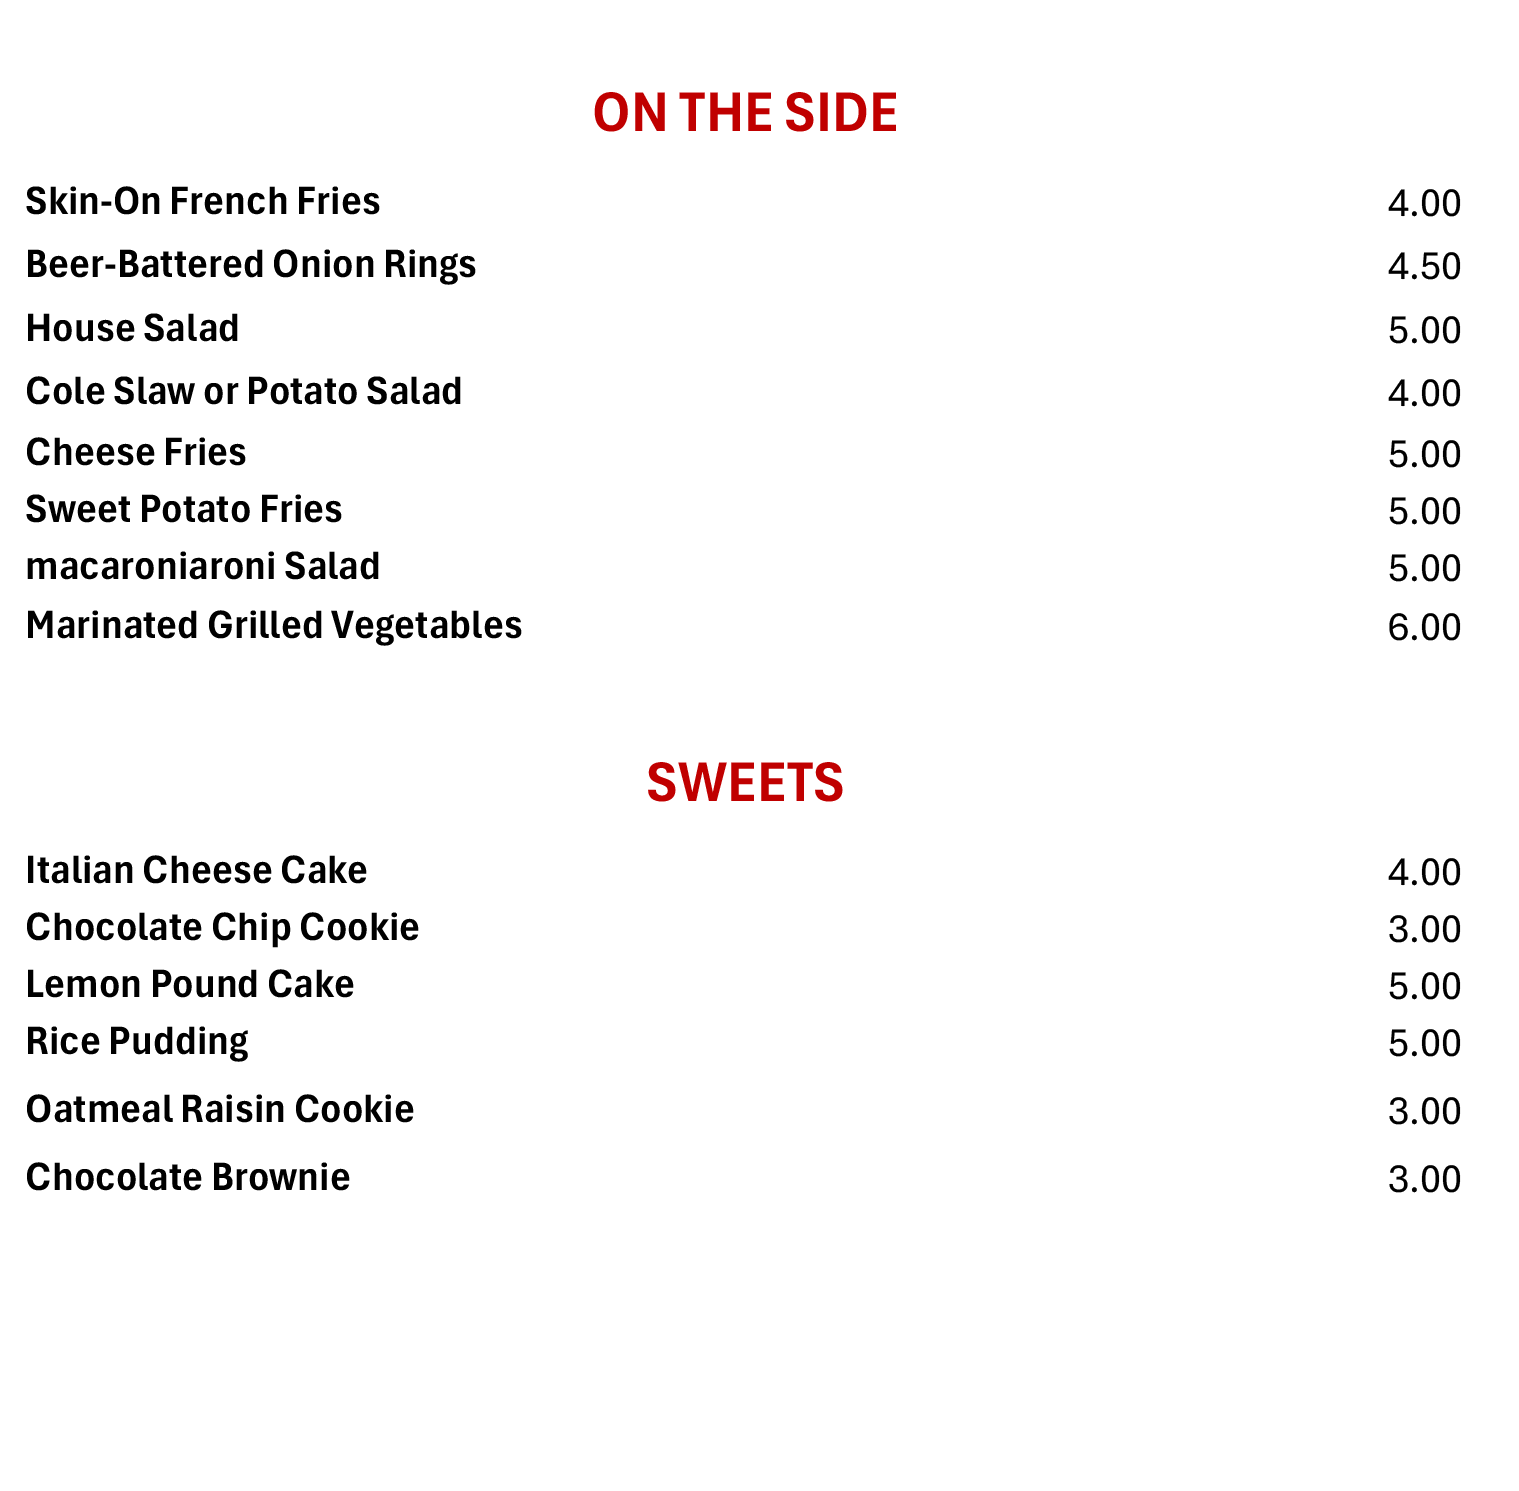 ON THE SIDE
Skin-On French Fries 4.00
Beer-Battered Onion Rings 4.50
House Salad 5.00
Cole Slaw or Potato Salad 4.00
Cheese Fries 5.00
Sweet Potato Fries 5.00
macaroniaroni Salad 5.00
Marinated Grilled Vegetables 6.00
SWEETS
Italian Cheese Cake 4.00
Chocolate Chip Cookie 3.00
Lemon Pound Cake 5.00
Rice Pudding 5.00
Oatmeal Raisin Cookie 3.00
Chocolate Brownie 3.00